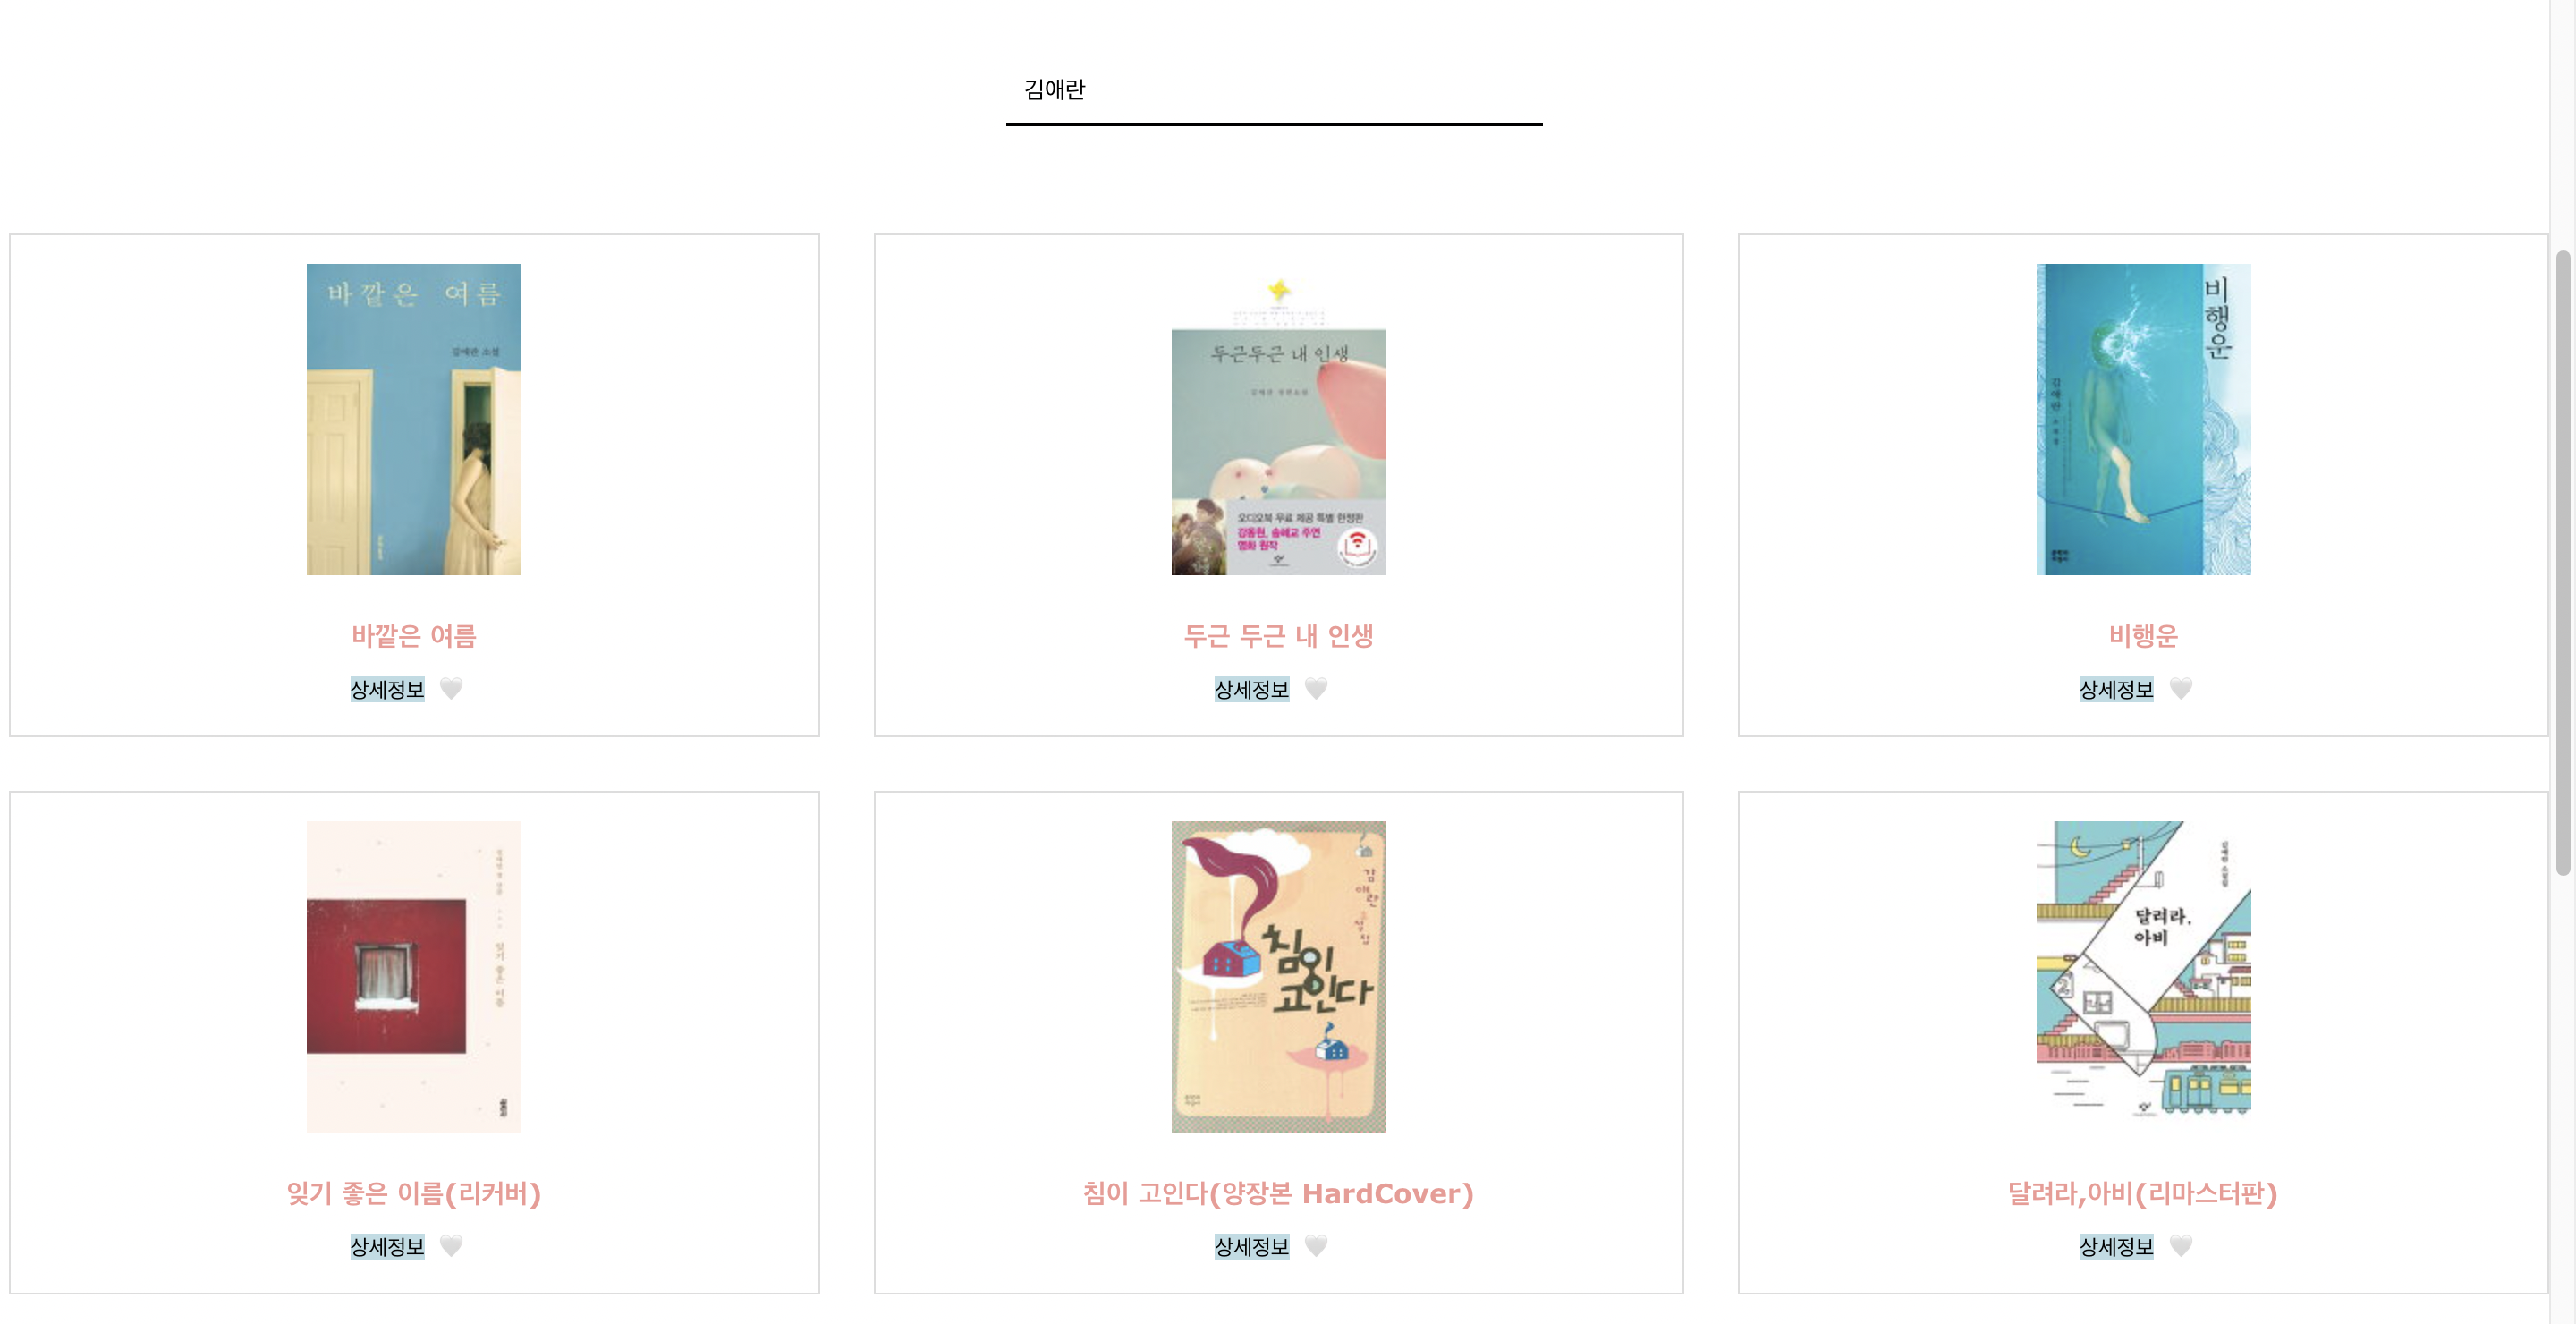 김애란
바깥은 여름
김애란 소설
바깥은 여름
상세정보
두근두근 내 인생
김애란 장편소설
오디오북 무료 제공 특별 한정판
강동원, 송혜교 주연
영화 원작
두근 두근 내 인생
상세정보
비행운
김애란 소설집
비행운
상세정보
잊기 좋은 이름
잊기 좋은 이름(리커버)
상세정보
김애란 소설집
침이
고인다
침이 고인다(양장본 HardCover)
상세정보
김애란 소설집
달려라,
아비
달려라,아비(리마스터판)
상세정보